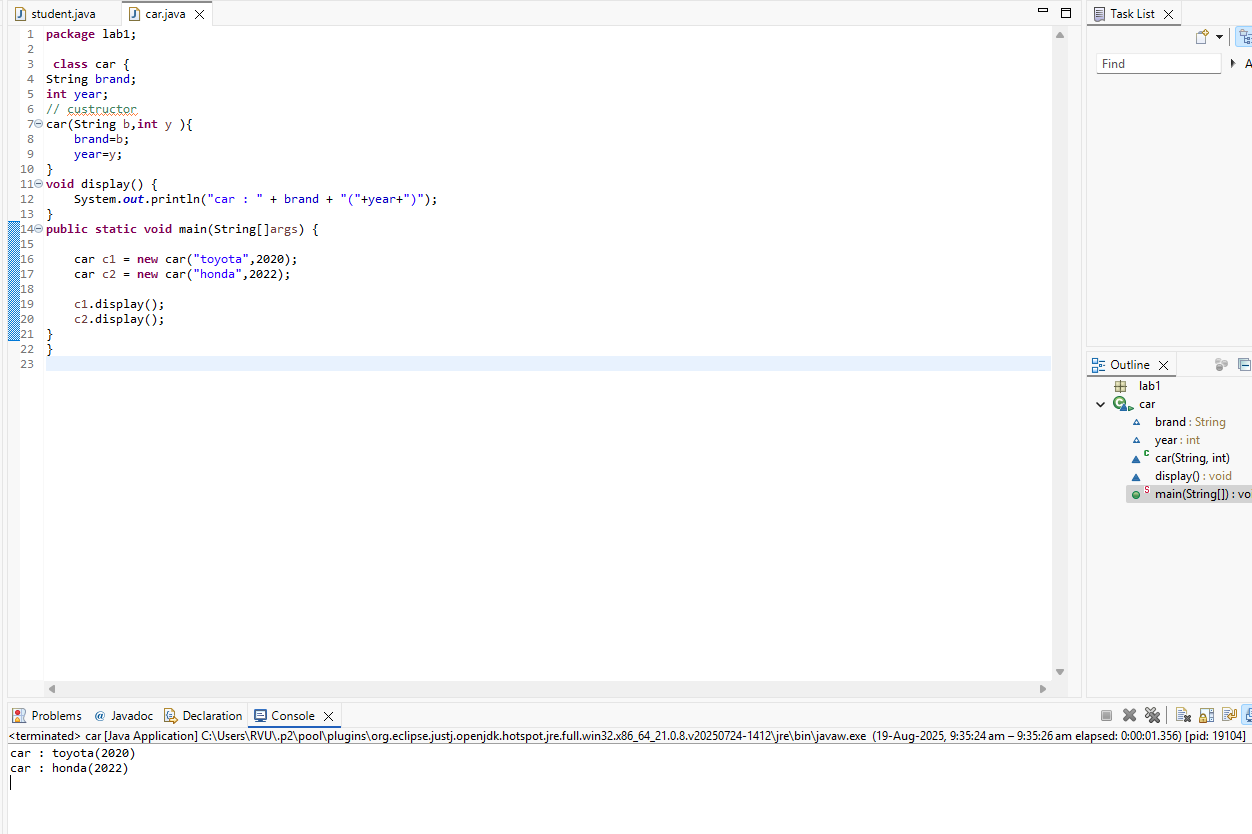 student.java
car.java
Task List
1 package lab1;
2
3  class car {
4 String brand;
5 int year;
6 // custructor
7 car(String b,int y ){
8     brand=b;
9     year=y;
10 }
11 void display() {
12     System.out.println("car : " + brand + "("+year+")");
13 }
14 public static void main(String[]args) {
15
16     car c1 = new car("toyota",2020);
17     car c2 = new car("honda",2022);
18
19     c1.display();
20     c2.display();
21 }
22 }
23
Find
A
Outline
lab1
car
brand : String
year : int
car(String, int)
display() : void
main(String[]) : vo
Problems
Javadoc
Declaration
Console
<terminated> car [Java Application] C:\Users\RVU\.p2\pool\plugins\org.eclipse.justj.openjdk.hotspot.jre.full.win32.x86_64_21.0.8.v20250724-1412\jre\bin\javaw.exe (19-Aug-2025, 9:35:24 am – 9:35:26 am elapsed: 0:00:01.356) [pid: 19104]
car : toyota(2020)
car : honda(2022)